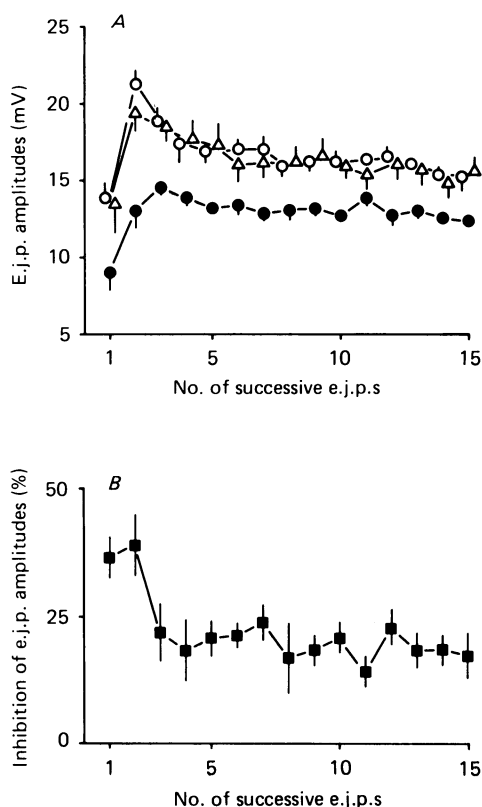 A
E.j.p. amplitudes (mV)
25
20
15
10
5
1 5 10 15
No. of successive e.j.p.s
B
Inhibition of e.j.p. amplitudes (%)
50
25
0
1 5 10 15
No. of successive e.j.p.s